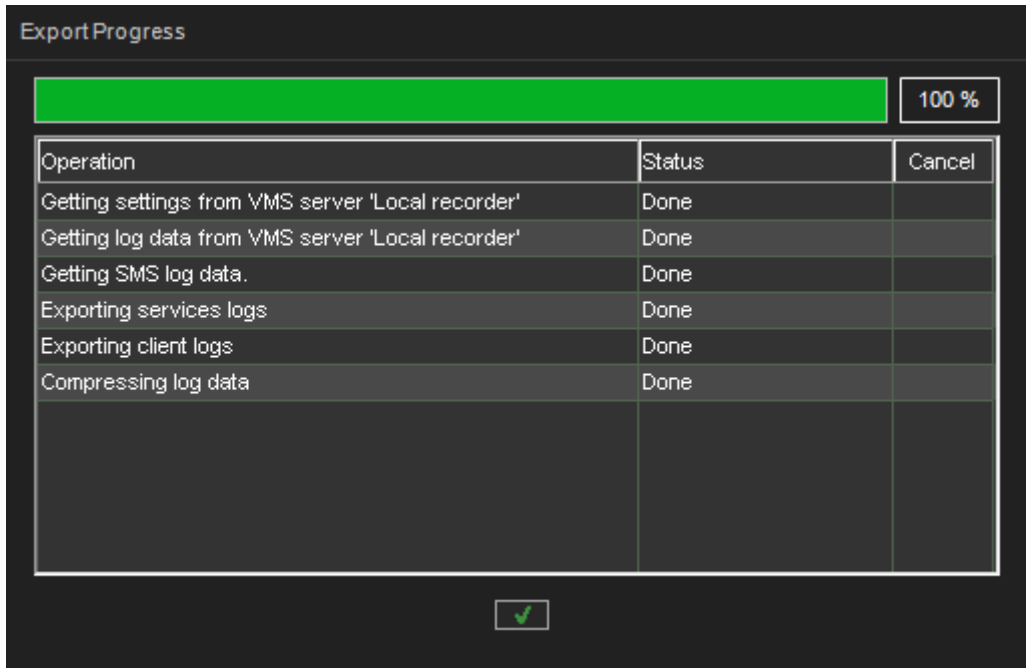 Export Progress
100 %
Operation Status Cancel
Getting settings from VMS server 'Local recorder' Done
Getting log data from VMS server 'Local recorder' Done
Getting SMS log data. Done
Exporting services logs Done
Exporting client logs Done
Compressing log data Done